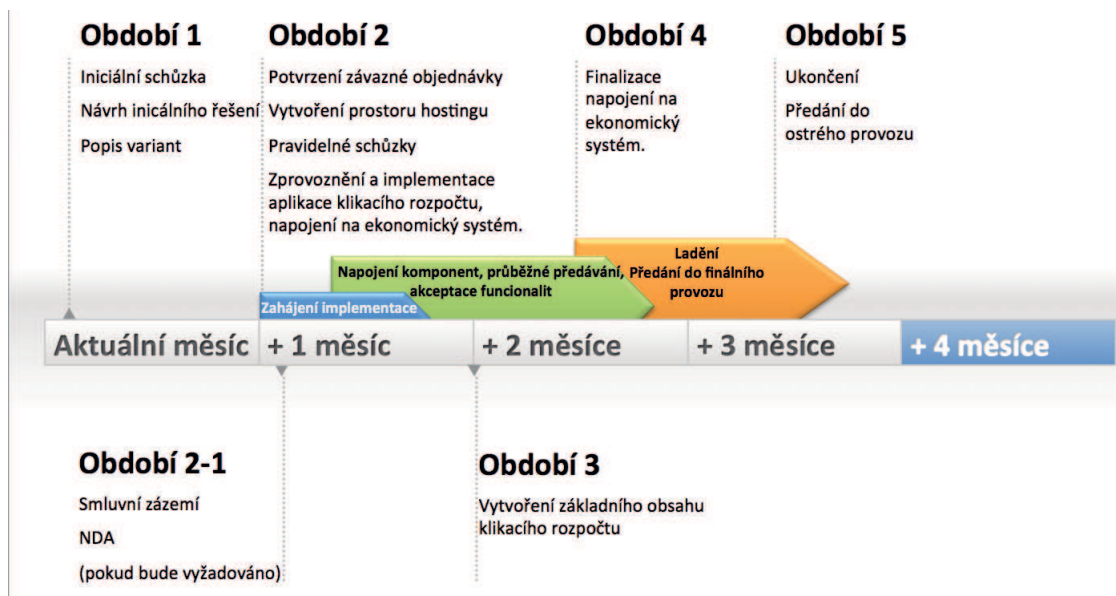 Období 1
Iniciální schůzka
Návrh inicálního řešení
Popis variant
Období 2
Potvrzení závazné objednávky
Vytvoření prostoru hostingu
Pravidelné schůzky
Zprovoznění a implementace
aplikace klikacího rozpočtu,
napojení na ekonomický systém.
Období 4
Finalizace
napojení na
ekonomický
systém.
Období 5
Ukončení
Předání do
ostrého provozu
Zahájení implementace
Napojení komponent, průběžné předávání,
akceptace funcionalit
Ladění
Předání do finálního
provozu
Aktuální měsíc
+ 1 měsíc
+ 2 měsíce
+ 3 měsíce
+ 4 měsíce
Období 2-1
Smluvní zázemí
NDA
(pokud bude vyžadováno)
Období 3
Vytvoření základního obsahu
klikacího rozpočtu